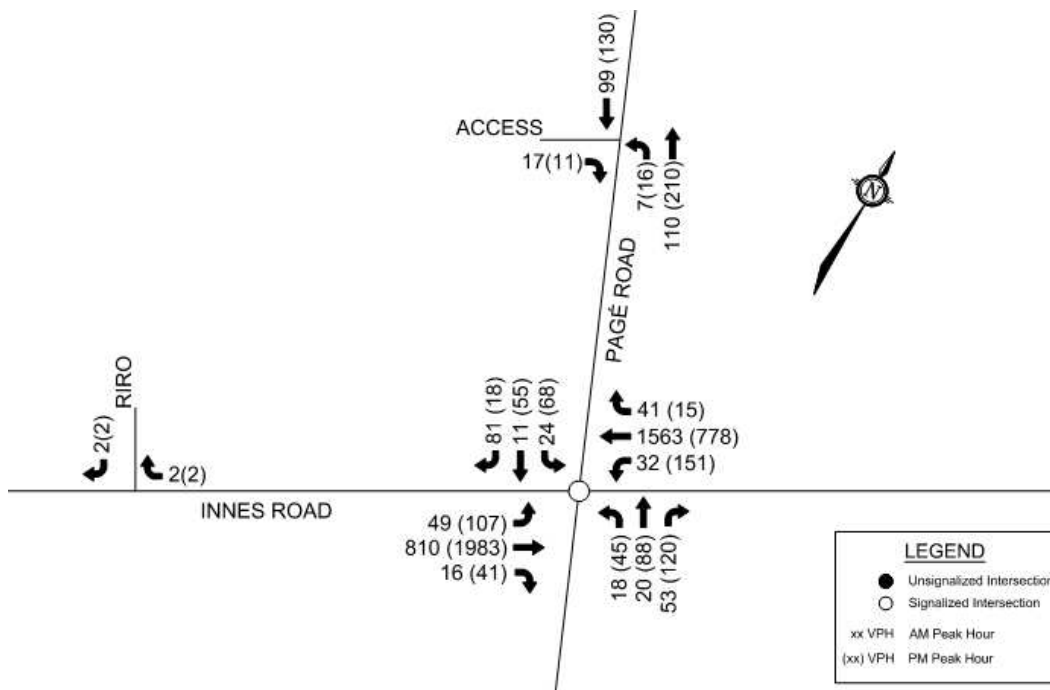 99 (130)
ACCESS
17(11)
7(16)
110 (210)
N
PAGÉ ROAD
RIRO
2(2)
2(2)
INNES ROAD
81 (18)
11 (55)
24 (68)
41 (15)
1563 (778)
32 (151)
49 (107)
810 (1983)
16 (41)
18 (45)
20 (88)
53 (120)
LEGEND
Unsignalized Intersection
Signalized Intersection
xx VPH AM Peak Hour
(xx) VPH PM Peak Hour